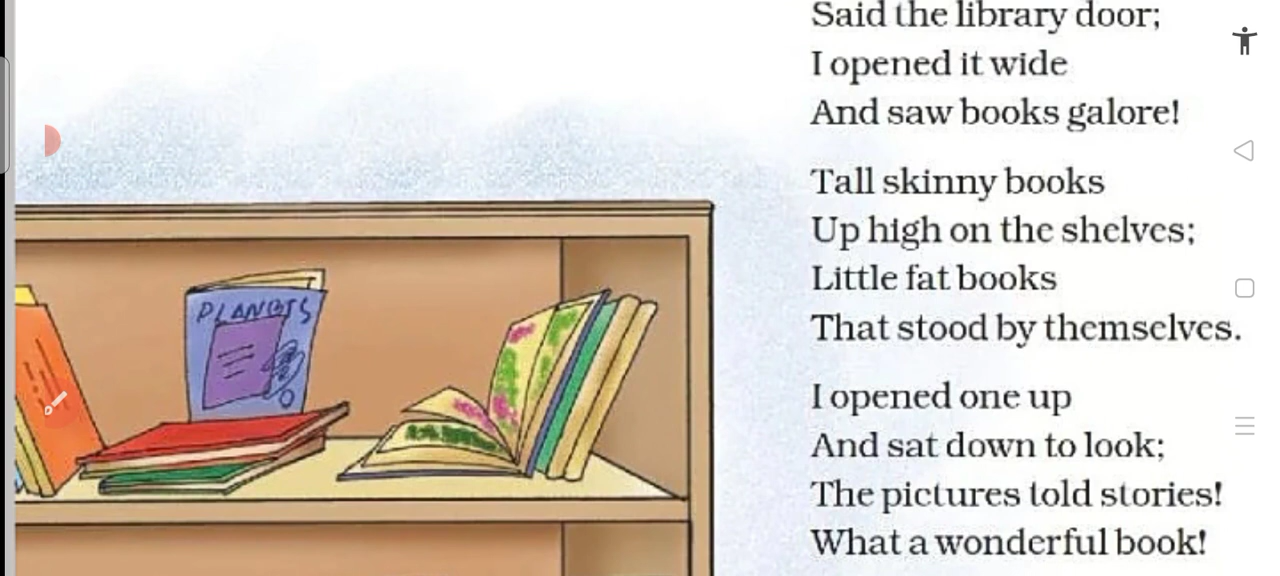 Said the library door;
I opened it wide
And saw books galore!
Tall skinny books
Up high on the shelves;
Little fat books
That stood by themselves.
I opened one up
And sat down to look;
The pictures told stories!
What a wonderful book!
PLANETS